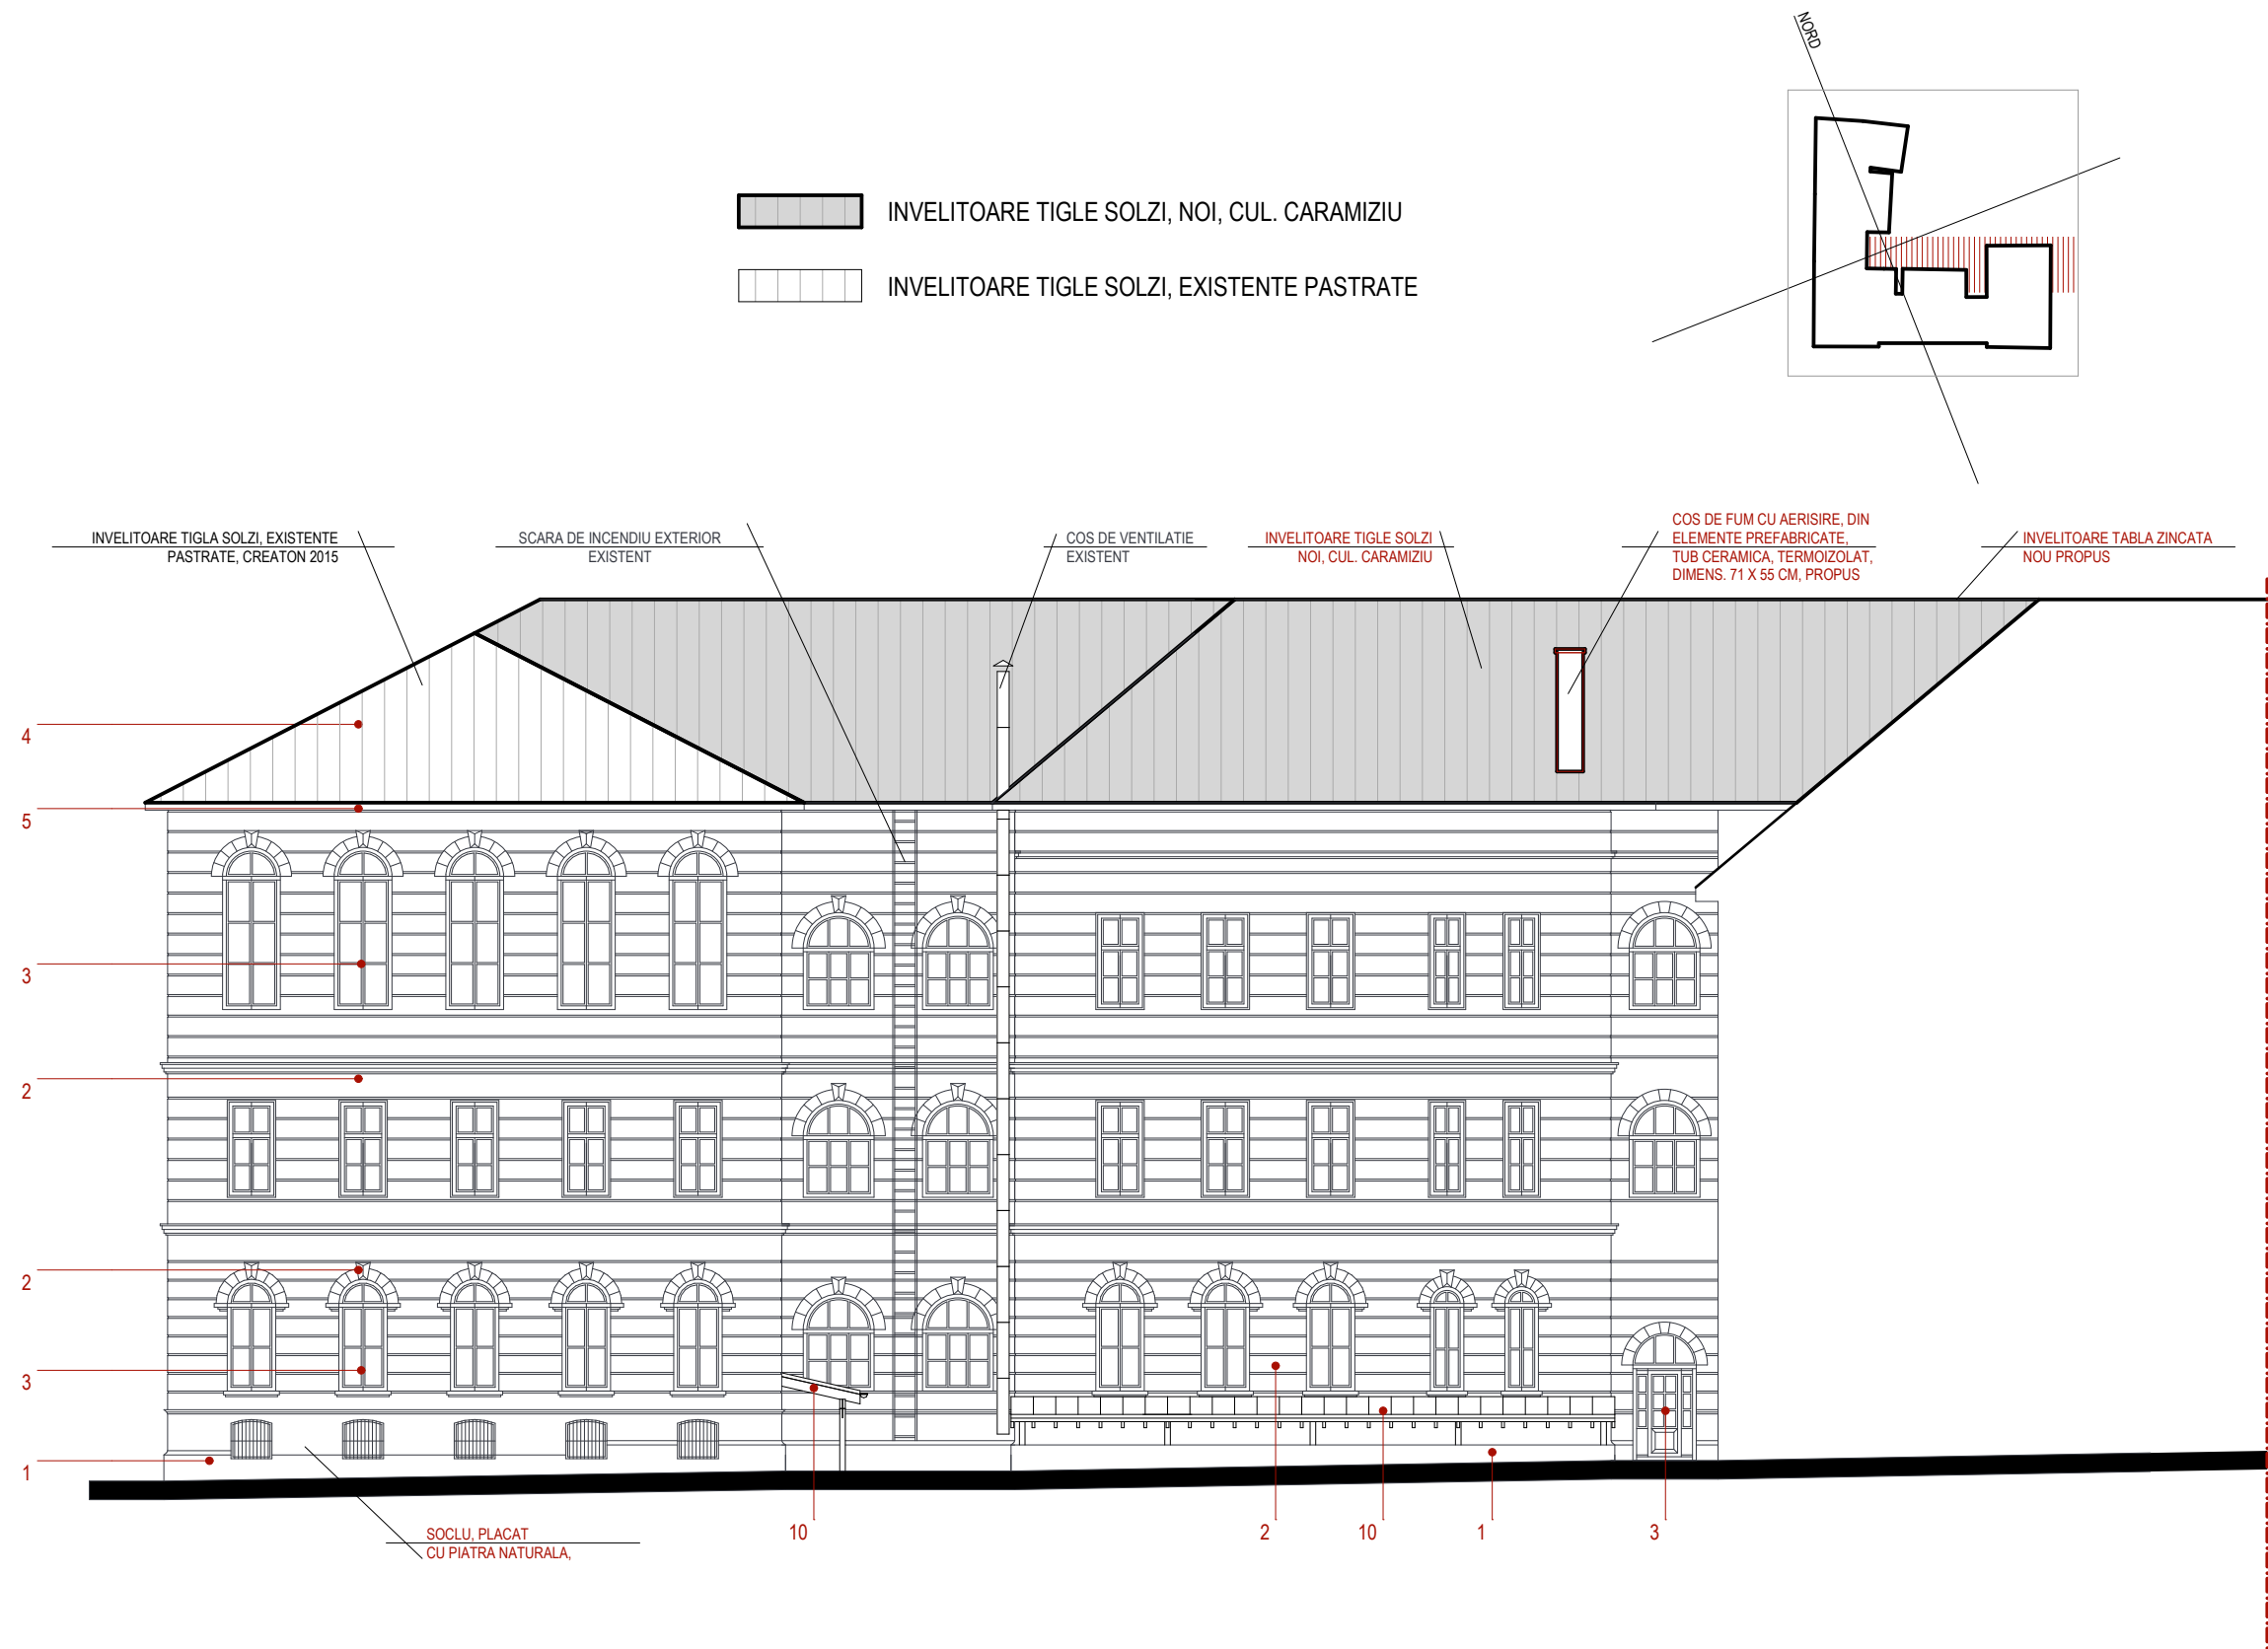 NORD
INVELITOARE TIGLE SOLZI, NOI, CUL. CARAMIZIU
INVELITOARE TIGLE SOLZI, EXISTENTE PASTRATE
INVELITOARE TIGLA SOLZI, EXISTENTE
PASTRATE, CREATON 2015
SCARA DE INCENDIU EXTERIOR
EXISTENT
COS DE VENTILATIE
EXISTENT
INVELITOARE TIGLE SOLZI
NOI, CUL. CARAMIZIU
COS DE FUM CU AERISIRE, DIN
ELEMENTE PREFABRICATE,
TUB CERAMICA, TERMOIZOLAT,
DIMENS. 71 X 55 CM, PROPUS
INVELITOARE TABLA ZINCATA
NOU PROPUS
4
5
3
2
2
3
1
10
2
10
1
3
SOCLU, PLACAT
CU PIATRA NATURALA,